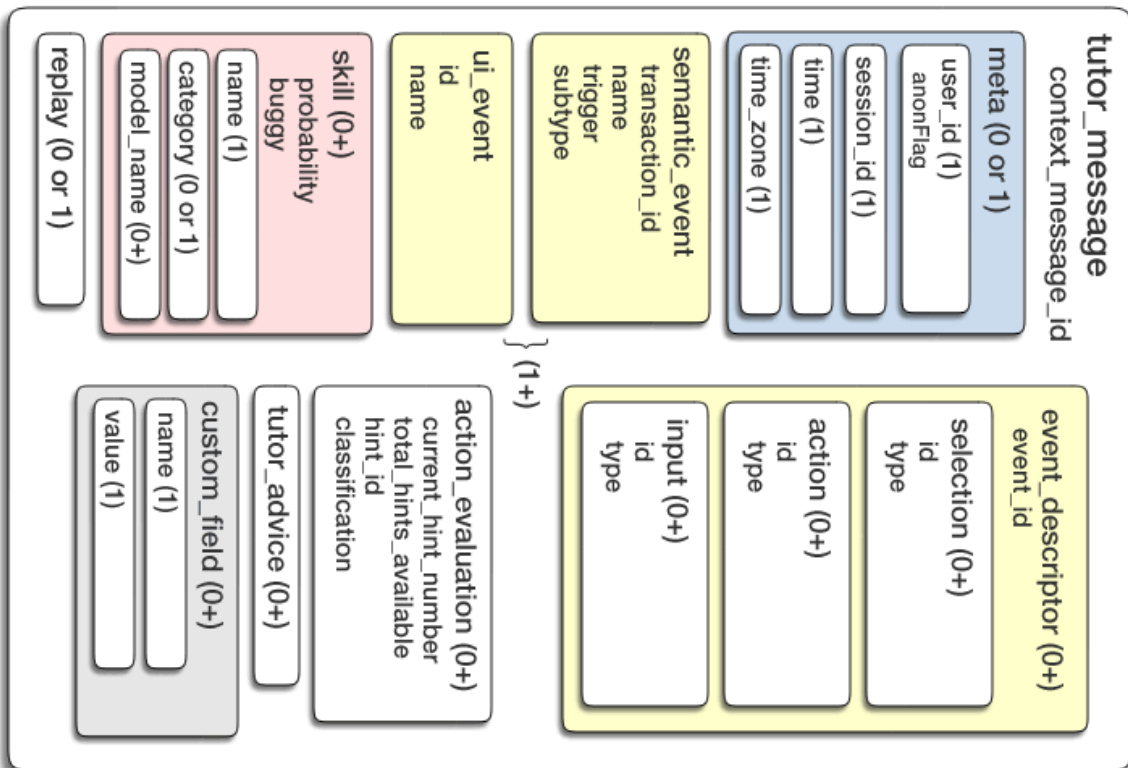 tutor_message
context_message_id
meta (0 or 1)
user_id (1)
anonFlag
session_id (1)
time (1)
time_zone (1)
semantic_event
transaction_id
name
trigger
subtype
ui_event
id
name
} (1+)
skill (0+)
probability
buggy
name (1)
category (0 or 1)
model_name (0+)
replay (0 or 1)
event_descriptor (0+)
event_id
selection (0+)
id
type
action (0+)
id
type
input (0+)
id
type
action_evaluation (0+)
current_hint_number
total_hints_available
hint_id
classification
tutor_advice (0+)
custom_field (0+)
name (1)
value (1)